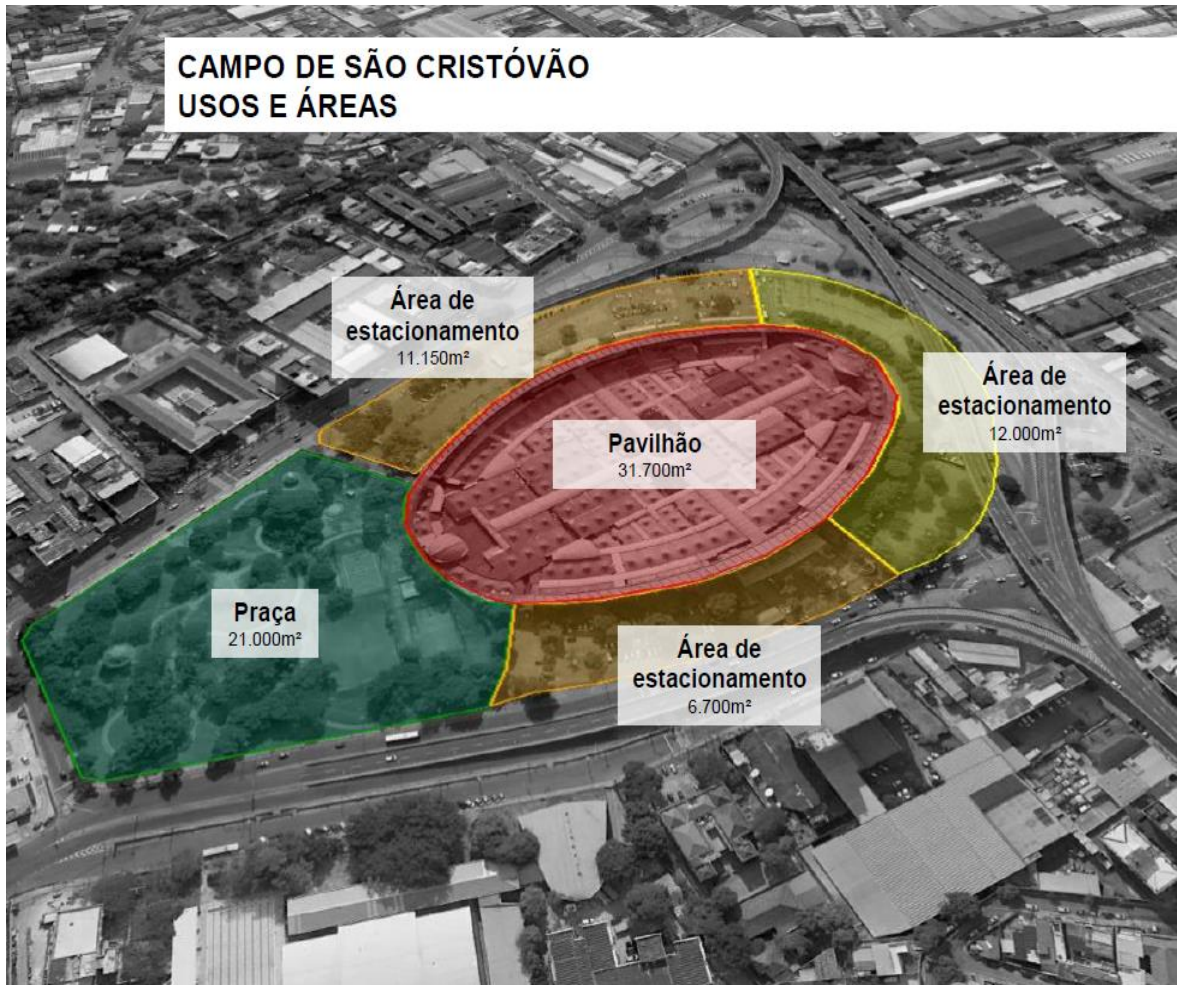 CAMPO DE SÃO CRISTÓVÃO
USOS E ÁREAS
Área de
estacionamento
11.150m²
Área de
estacionamento
12.000m²
Pavilhão
31.700m²
Praça
21.000m²
Área de
estacionamento
6.700m²